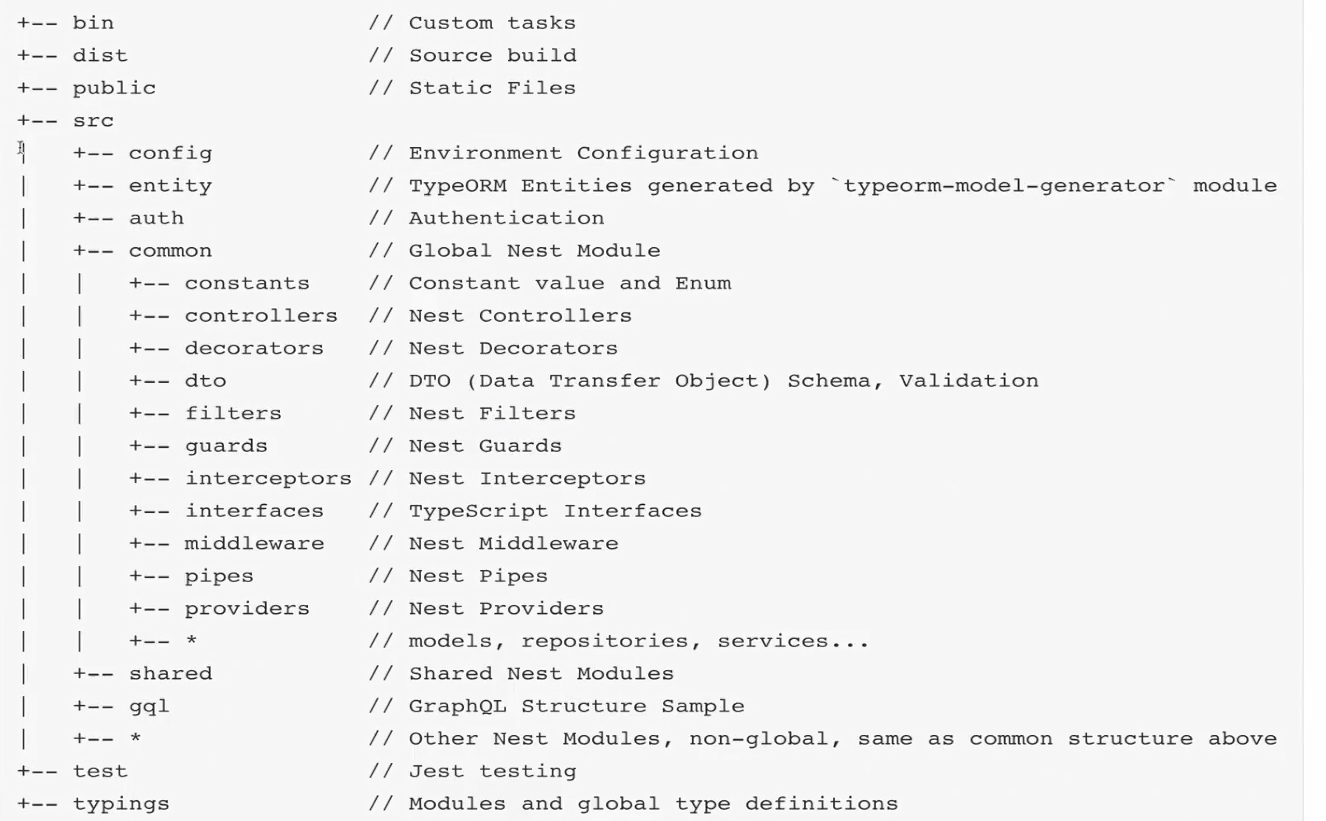 +-- bin                  // Custom tasks
+-- dist                 // Source build
+-- public               // Static Files
+-- src
|   +-- config           // Environment Configuration
|   +-- entity           // TypeORM Entities generated by `typeorm-model-generator` module
|   +-- auth             // Authentication
|   +-- common           // Global Nest Module
|   |   +-- constants    // Constant value and Enum
|   |   +-- controllers  // Nest Controllers
|   |   +-- decorators   // Nest Decorators
|   |   +-- dto          // DTO (Data Transfer Object) Schema, Validation
|   |   +-- filters      // Nest Filters
|   |   +-- guards       // Nest Guards
|   |   +-- interceptors // Nest Interceptors
|   |   +-- interfaces   // TypeScript Interfaces
|   |   +-- middleware   // Nest Middleware
|   |   +-- pipes        // Nest Pipes
|   |   +-- providers    // Nest Providers
|   |   +-- *            // models, repositories, services...
|   +-- shared           // Shared Nest Modules
|   +-- gql              // GraphQL Structure Sample
|   +-- *                // Other Nest Modules, non-global, same as common structure above
+-- test                 // Jest testing
+-- typings              // Modules and global type definitions